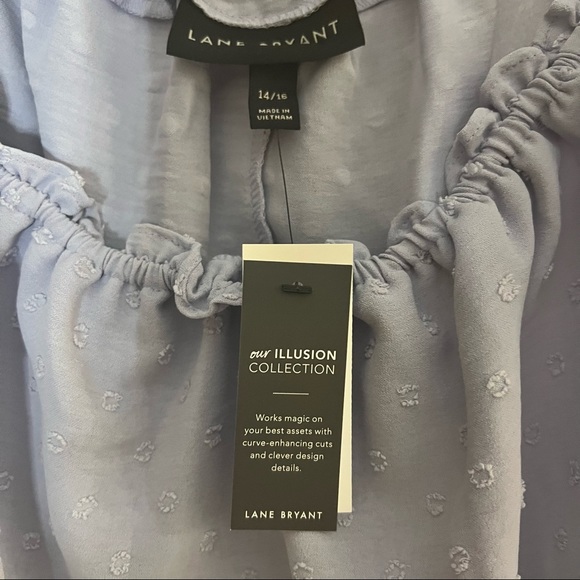 LANE BRYANT
14/16
MADE IN
VIETNAM
our ILLUSION
COLLECTION
Works magic on
your best assets with
curve-enhancing cuts
and clever design
details.
LANE BRYANT